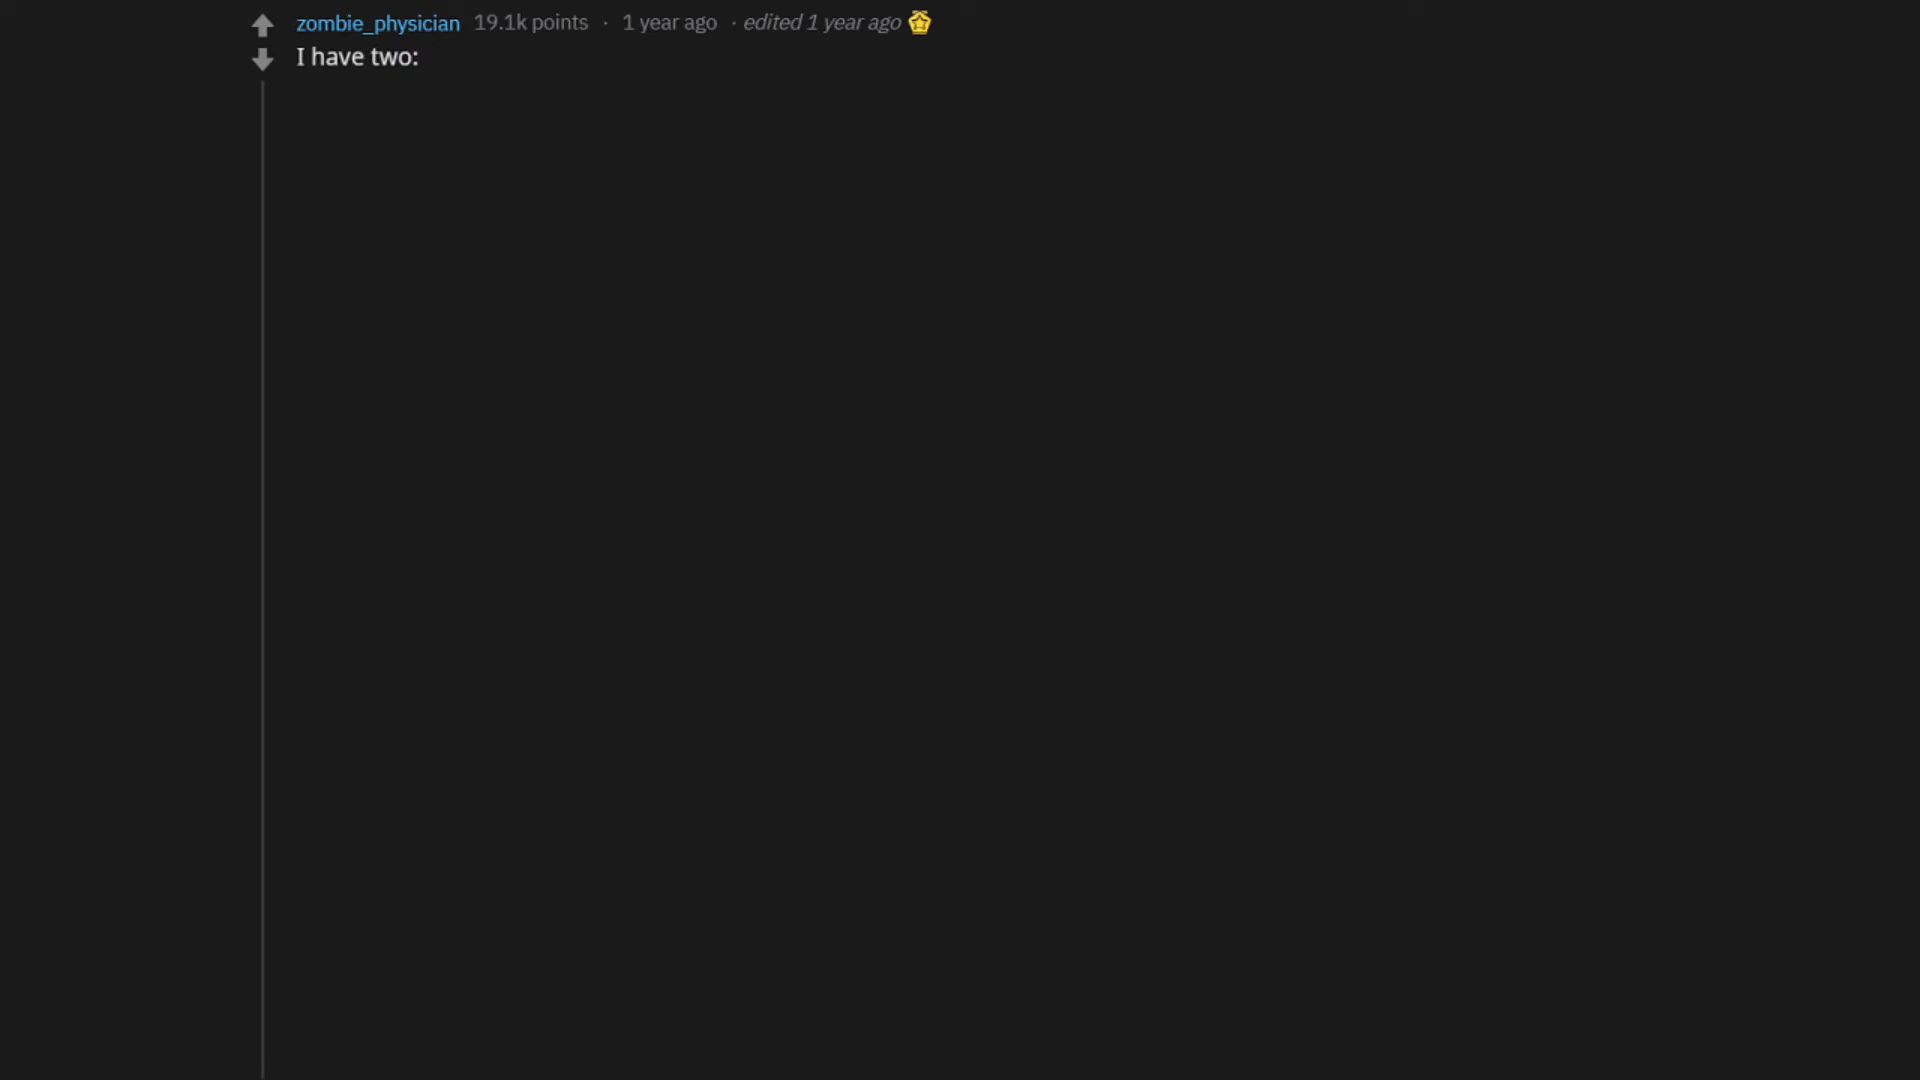 zombie_physician 19.1k points · 1 year ago · edited 1 year ago
I have two: